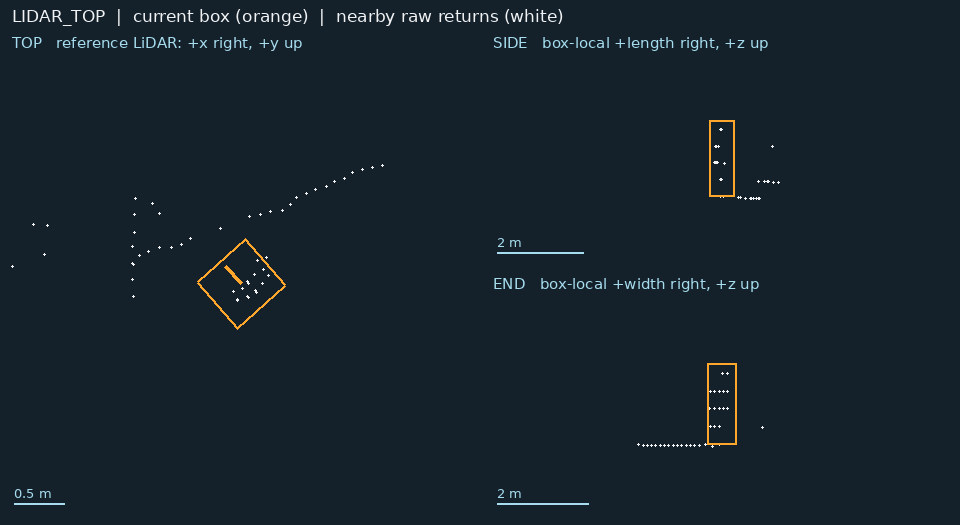 LIDAR_TOP | current box (orange) | nearby raw returns (white)
TOP reference LiDAR: +x right, +y up
SIDE box-local +length right, +z up
2 m
END box-local +width right, +z up
0.5 m
2 m